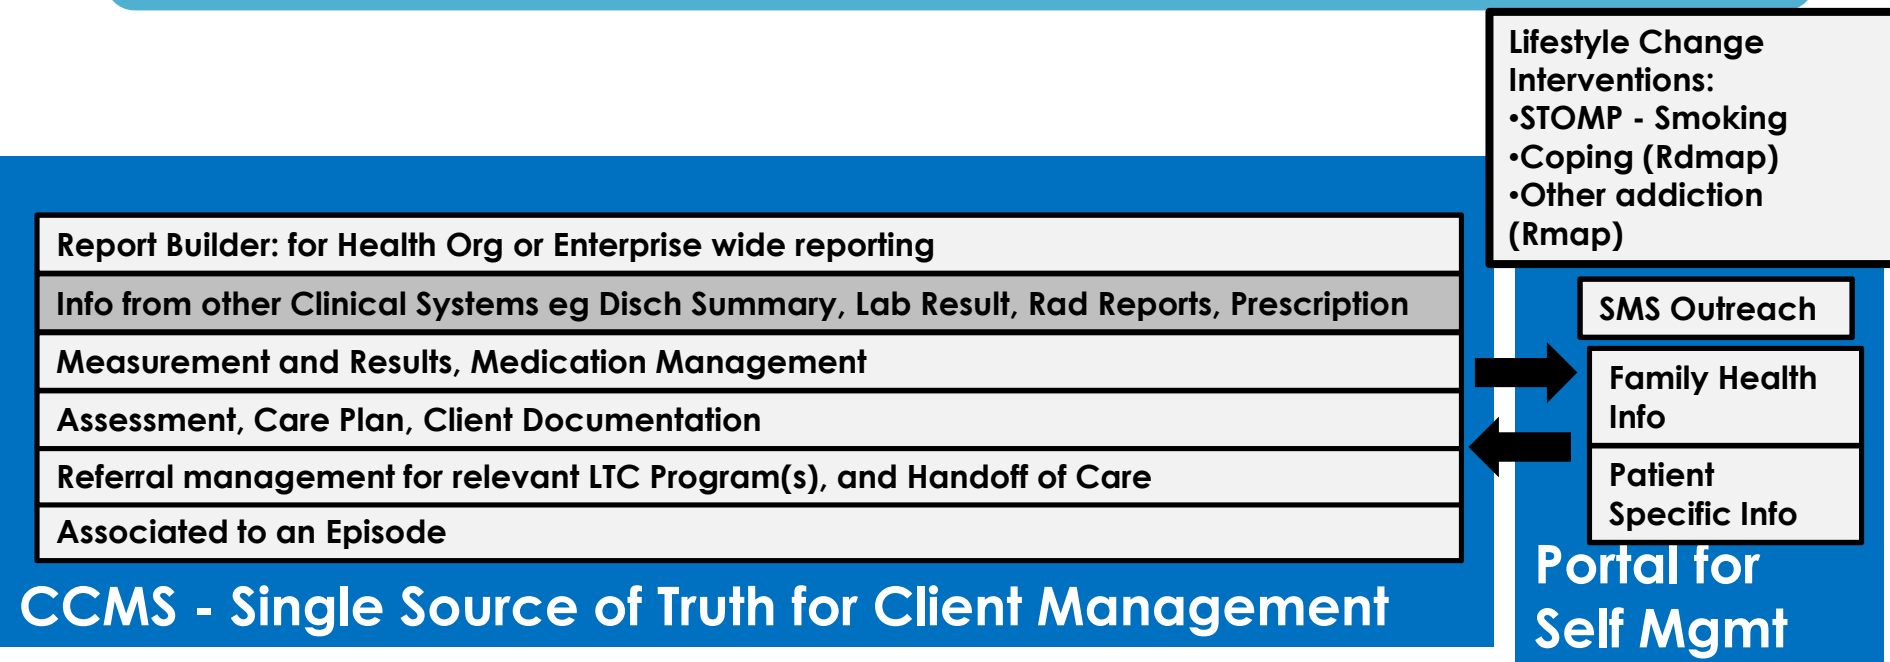 Lifestyle Change
Interventions:
•STOMP - Smoking
•Coping (Rdmap)
•Other addiction
(Rmap)
Report Builder: for Health Org or Enterprise wide reporting
Info from other Clinical Systems eg Disch Summary, Lab Result, Rad Reports, Prescription
Measurement and Results, Medication Management
Assessment, Care Plan, Client Documentation
Referral management for relevant LTC Program(s), and Handoff of Care
Associated to an Episode
CCMS - Single Source of Truth for Client Management
SMS Outreach
Family Health
Info
Patient
Specific Info
Portal for
Self Mgmt